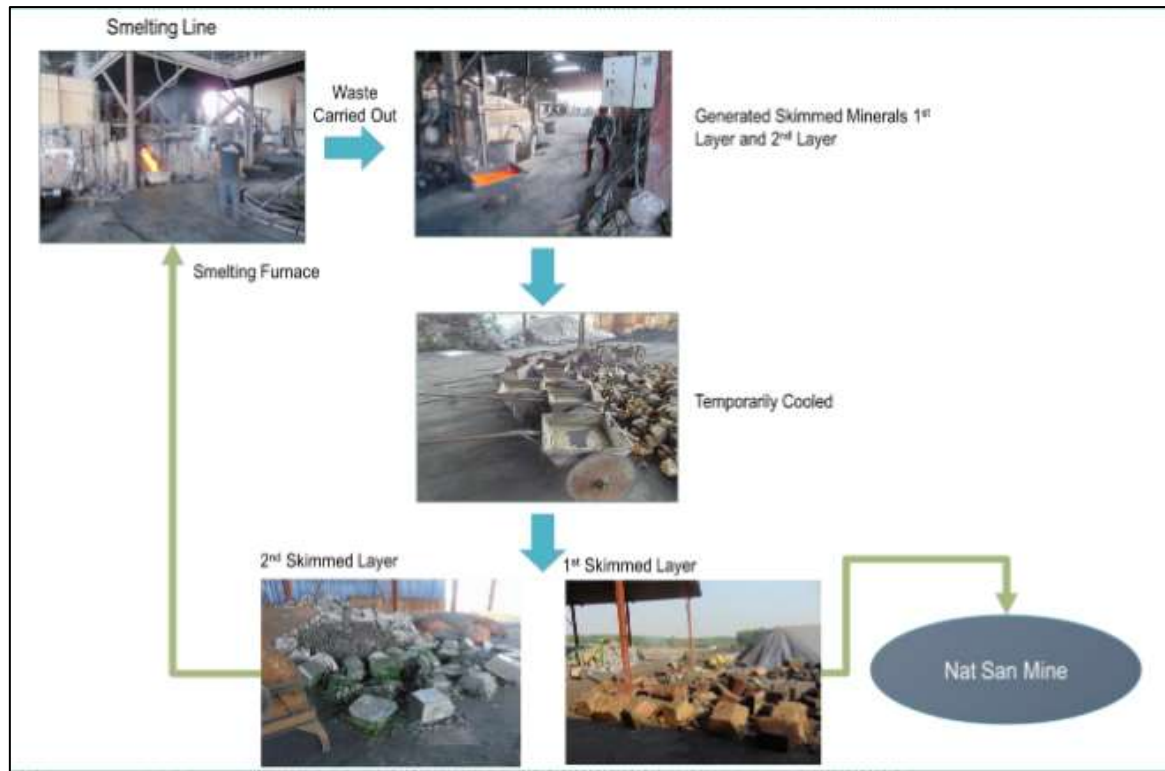 Smelting Line
Waste
Carried Out
Generated Skimmed Minerals 1st
Layer and 2nd Layer
Smelting Furnace
Temporarily Cooled
2nd Skimmed Layer
1st Skimmed Layer
Nat San Mine